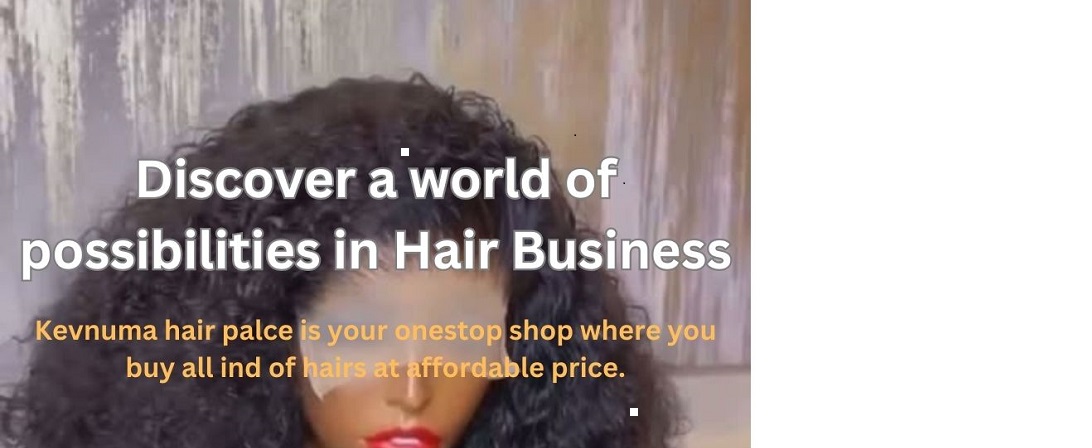 Discover a world of
possibilities in Hair Business
Kevnuma hair palce is your onestop shop where you
buy all ind of hairs at affordable price.